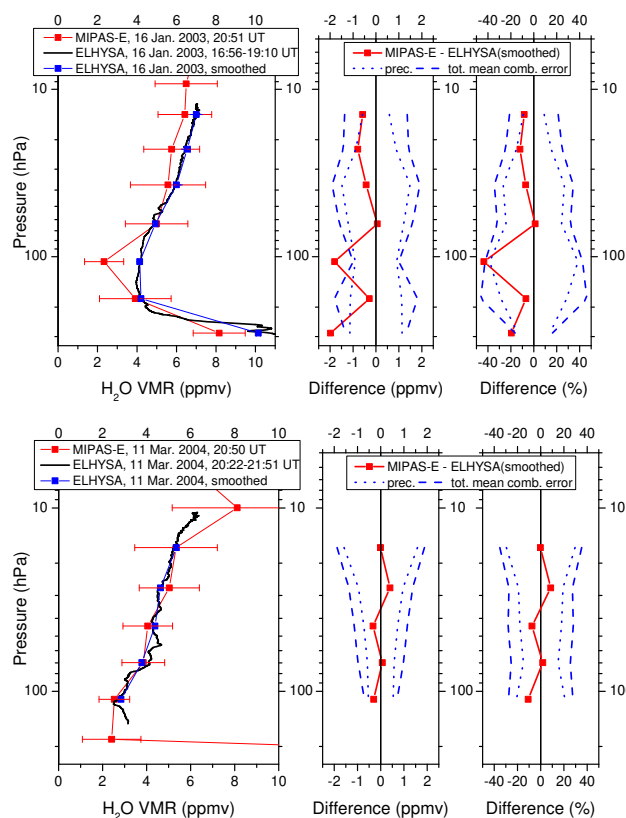 0 2 4 6 8 10
-2 -1 0 1 2
-40 -20 0 20 40
MIPAS-E, 16 Jan. 2003, 20:51 UT
ELHYSA, 16 Jan. 2003, 16:56-19:10 UT
ELHYSA, 16 Jan. 2003, smoothed
MIPAS-E - ELHYSA(smoothed)
prec. tot. mean comb. error
10 10
100 100
Pressure (hPa)
0 2 4 6 8 10
-2 -1 0 1 2
-40 -20 0 20 40
H₂O VMR (ppmv)
Difference (ppmv)
Difference (%)
0 2 4 6 8 10
-2 -1 0 1 2
-40 -20 0 20 40
MIPAS-E, 11 Mar. 2004, 20:50 UT
ELHYSA, 11 Mar. 2004, 20:22-21:51 UT
ELHYSA, 11 Mar. 2004, smoothed
MIPAS-E - ELHYSA(smoothed)
prec. tot. mean comb. error
10 10 10
100 100 10
Pressure (hPa)
0 2 4 6 8 10
-2 -1 0 1 2
-40 -20 0 20 40
H₂O VMR (ppmv)
Difference (ppmv)
Difference (%)